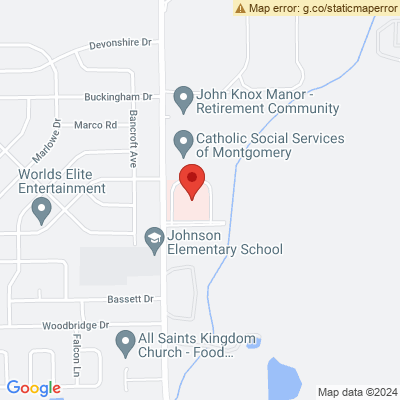 Map error: g.co/staticmaperror
Devonshire Dr
John Knox Manor -
Retirement Community
Buckingham Dr
Marco Rd
Marlowe Dr
Bancroft Ave
Catholic Social Services
of Montgomery
Worlds Elite
Entertainment
Johnson
Elementary School
Bassett Dr
Woodbridge Dr
Falcon Ln
All Saints Kingdom
Church - Food...
Google
Map data ©2024